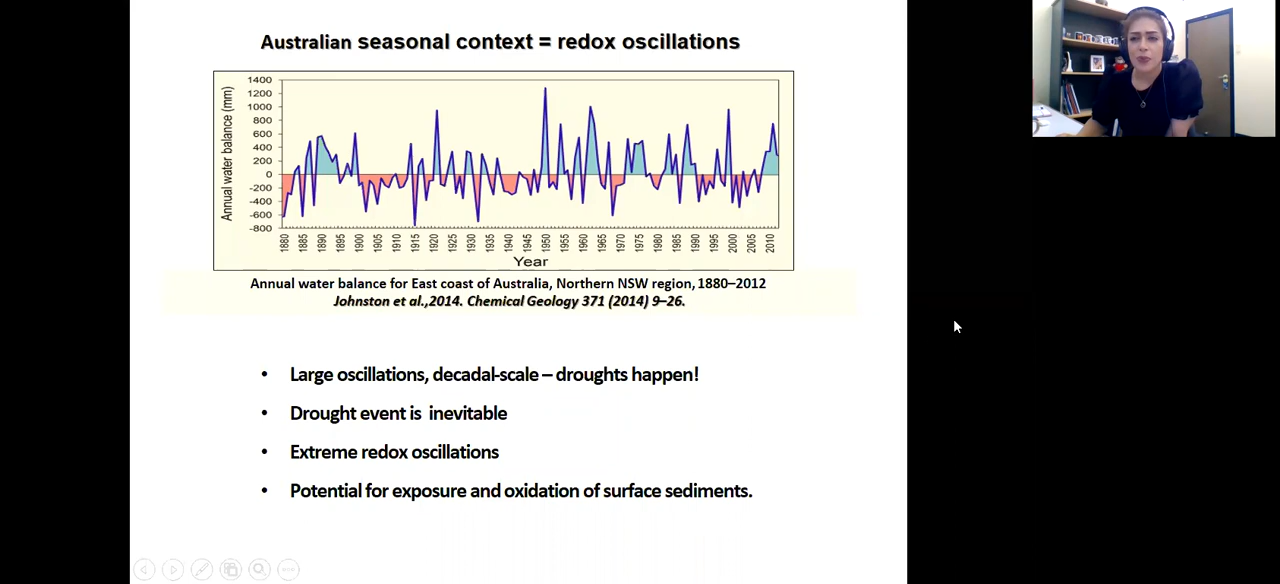 Australian seasonal context = redox oscillations
1400
1200
1000
800
600
400
200
0
-200
-400
-600
-800
Annual water balance (mm)
1880 1885 1890 1895 1900 1905 1910 1915 1920 1925 1930 1935 1940 1945 1950 1955 1960 1965 1970 1975 1980 1985 1990 1995 2000 2005 2010
Year
Annual water balance for East coast of Australia, Northern NSW region, 1880–2012
Johnston et al.,2014. Chemical Geology 371 (2014) 9–26.
• Large oscillations, decadal-scale – droughts happen!
• Drought event is inevitable
• Extreme redox oscillations
• Potential for exposure and oxidation of surface sediments.